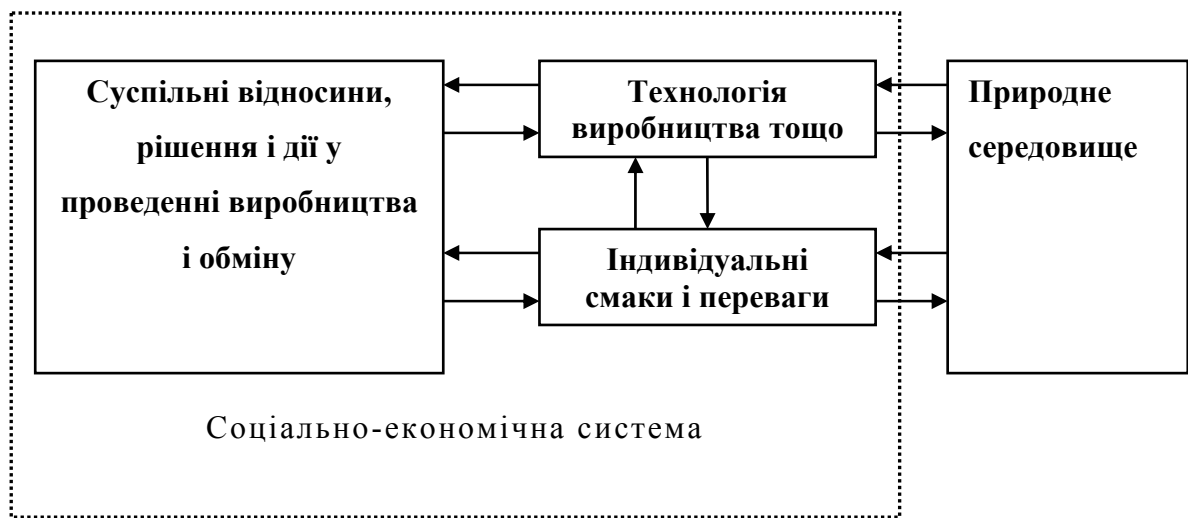 Суспільні відносини,
рішення і дії у
проведенні виробництва
і обміну
Технологія
виробництва тощо
Індивідуальні
смаки і переваги
Природне
середовище
Соціально-економічна система